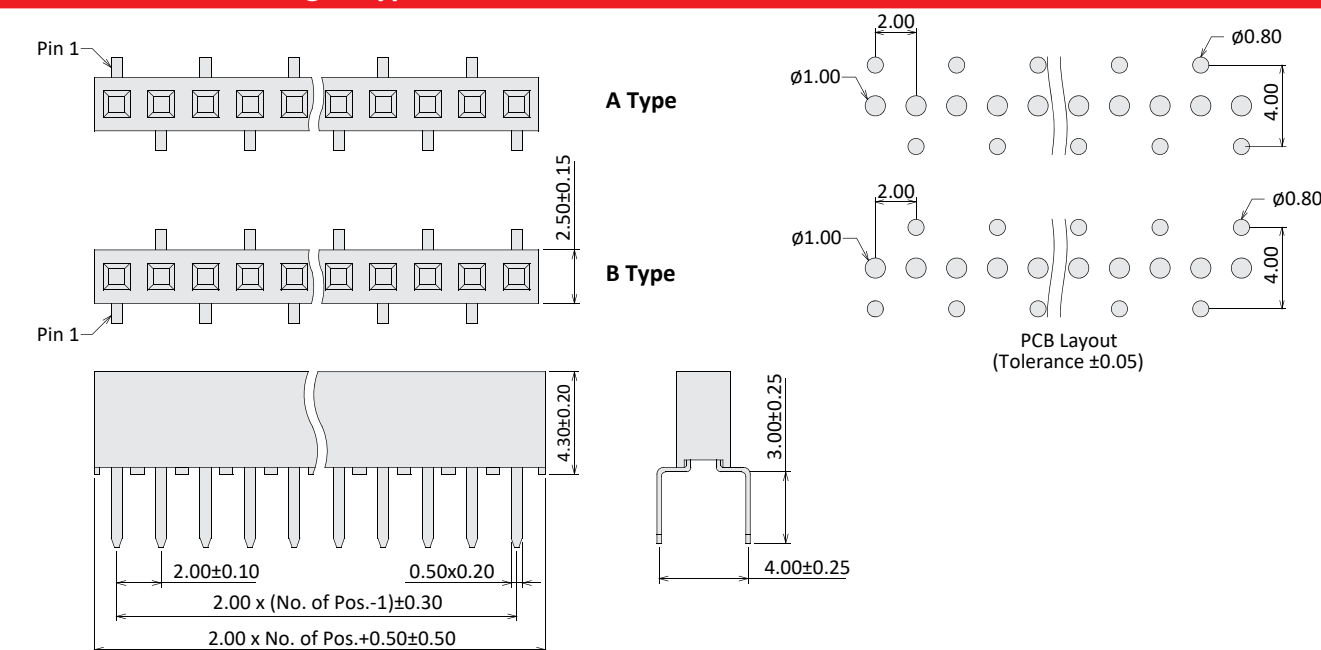 Pin 1
A Type
2.50±0.15
B Type
Pin 1
2.00
ø0.80
ø1.00
4.00
2.00
ø0.80
ø1.00
4.00
PCB Layout
(Tolerance ±0.05)
4.30±0.20
3.00±0.25
2.00±0.10
0.50x0.20
4.00±0.25
2.00 x (No. of Pos.-1)±0.30
2.00 x No. of Pos.+0.50±0.50